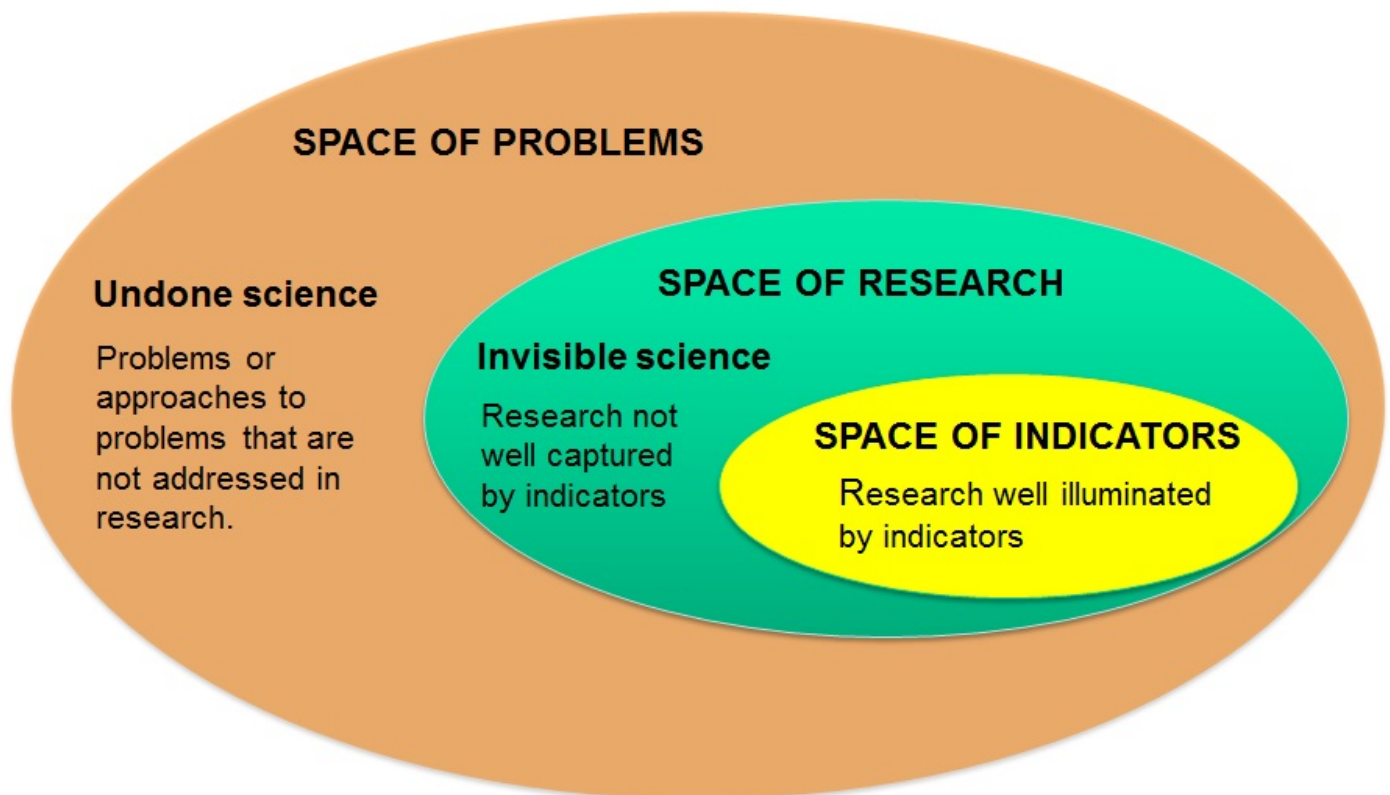 SPACE OF PROBLEMS
Undone science
Problems or
approaches to
problems that are
not addressed in
research.
SPACE OF RESEARCH
Invisible science
Research not
well captured
by indicators
SPACE OF INDICATORS
Research well illuminated
by indicators